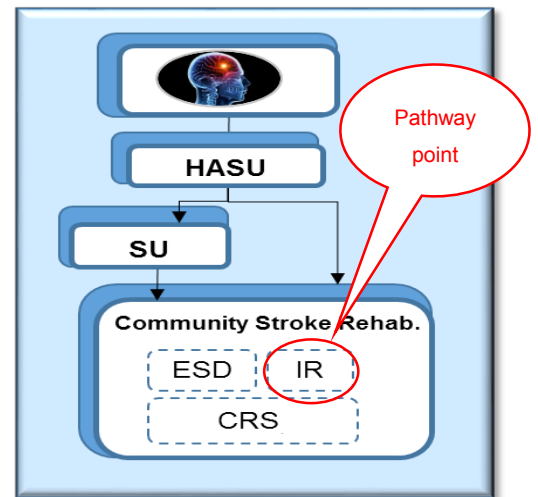 Pathway
point
HASU
SU
Community Stroke Rehab.
ESD
IR
CRS